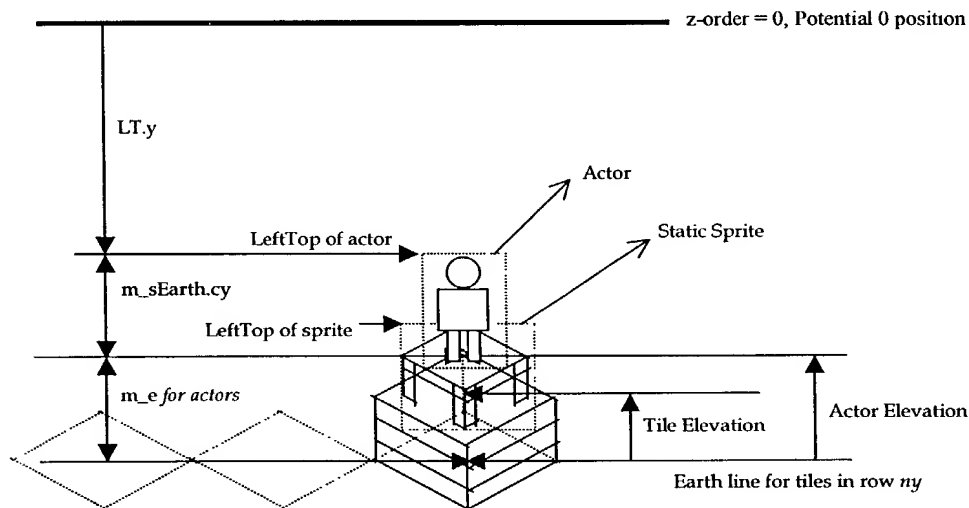 z-order = 0, Potential 0 position
LT.y
Actor
Static Sprite
LeftTop of actor
m_sEarth.cy
LeftTop of sprite
m_e for actors
Actor Elevation
Tile Elevation
Earth line for tiles in row ny